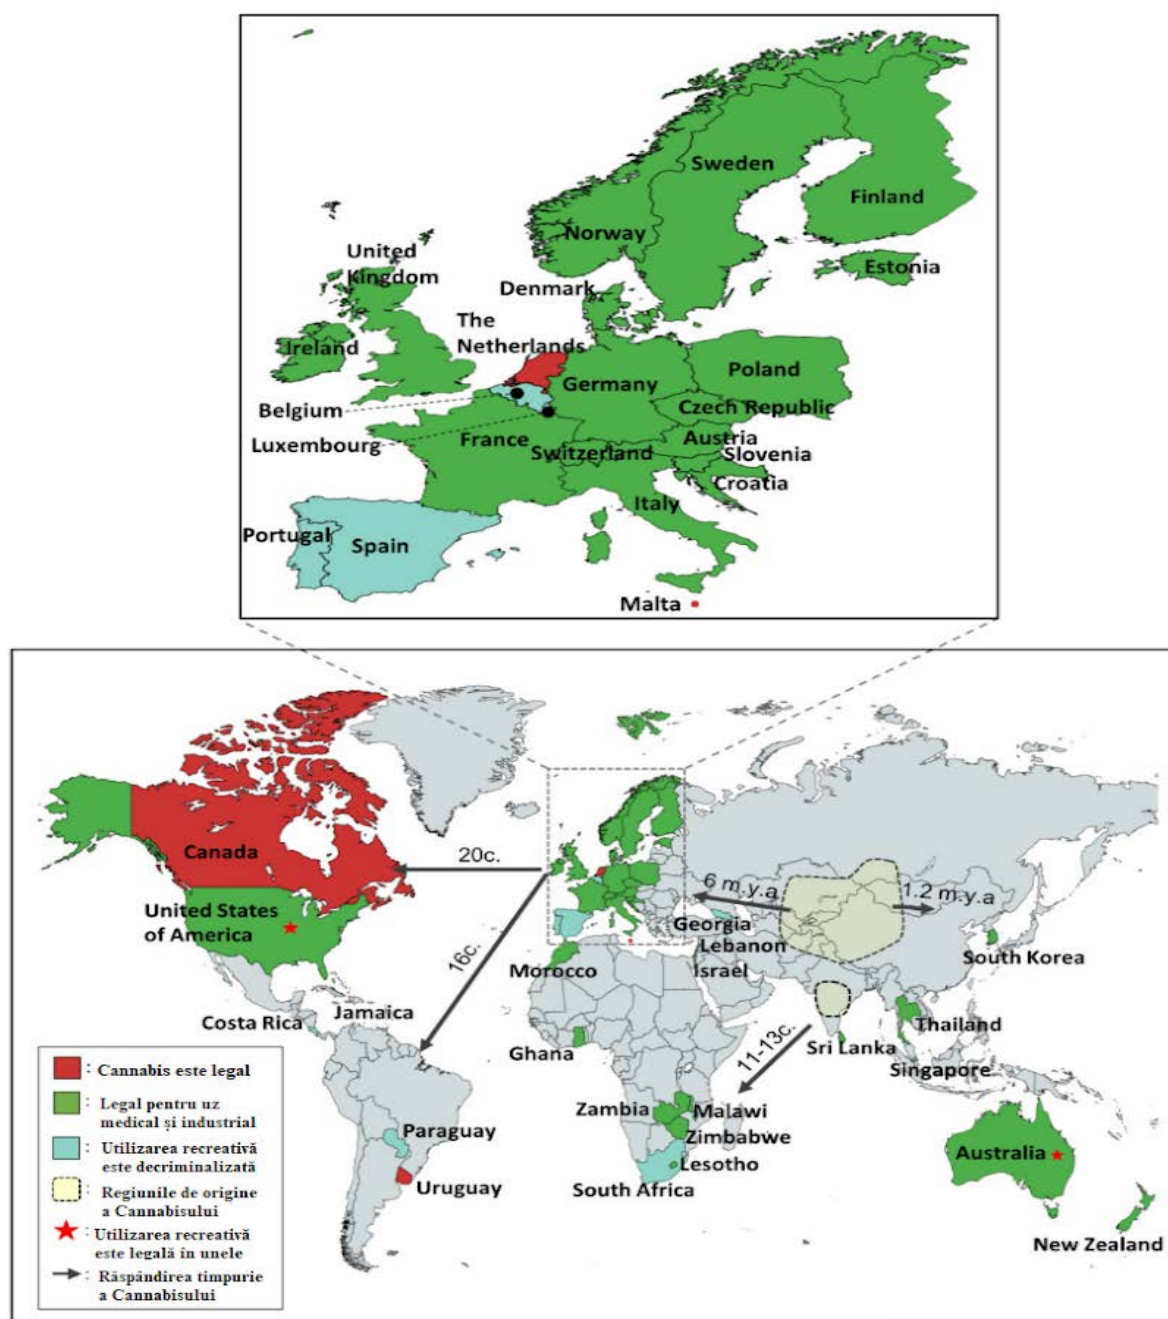 Sweden
Finland
Norway
United
Kingdom
Estonia
Denmark
The
Netherlands
Ireland
Poland
Germany
Belgium
Czech Republic
Luxembourg
France
Austria
Switzerland
Slovenia
Croatia
Italy
Portugal
Spain
Malta
Canada
20c.
6 m.y.a
1.2 m.y.a
United States
of America
Georgia
Lebanon
South Korea
16c.
Morocco
Israel
Jamaica
Costa Rica
Thailand
Ghana
Sri Lanka
11-13c.
Singapore
Zambia
Malawi
Zimbabwe
Paraguay
Lesotho
Australia
Uruguay
South Africa
New Zealand
: Cannabis este legal
: Legal pentru uz
medical și industrial
: Utilizarea recreativă
este decriminalizată
: Regiunile de origine
a Cannabisului
: Utilizarea recreativă
este legală în unele
: Răspândirea timpurie
a Cannabisului